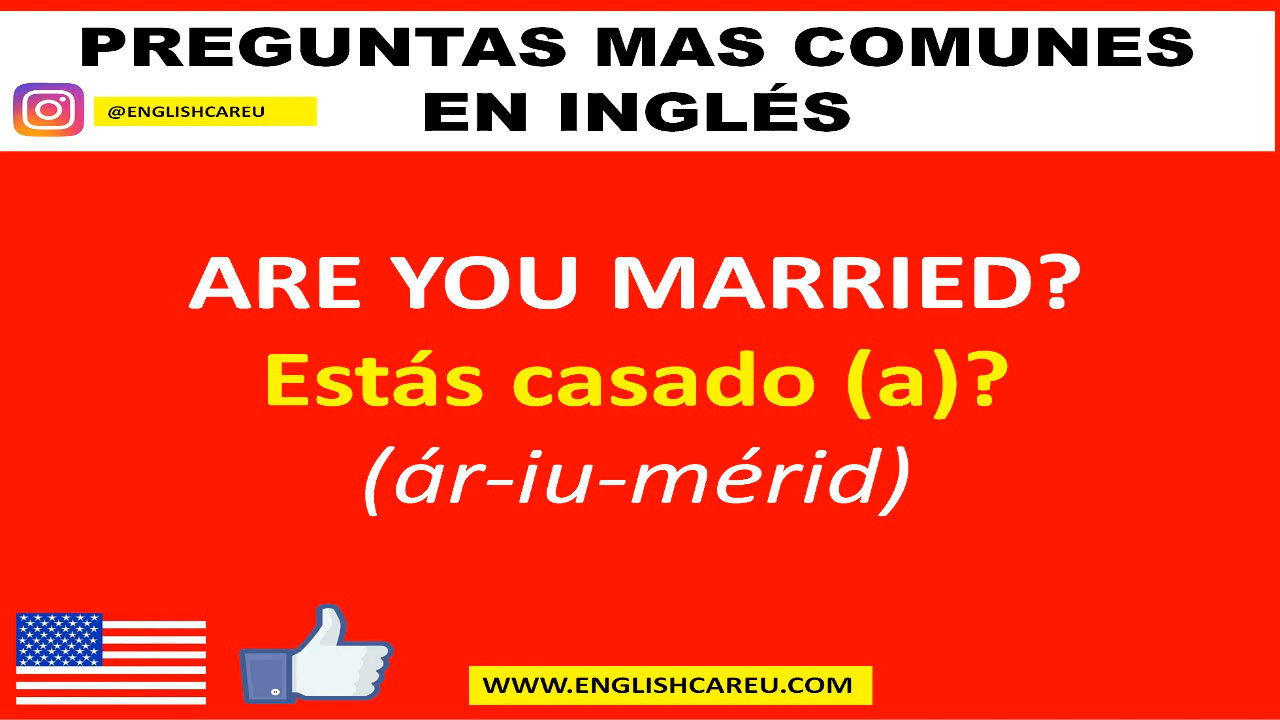 PREGUNTAS MAS COMUNES
EN INGLÉS
@ENGLISHCAREU
ARE YOU MARRIED?
Estás casado (a)?
(ár-iu-mérid)
WWW.ENGLISHCAREU.COM